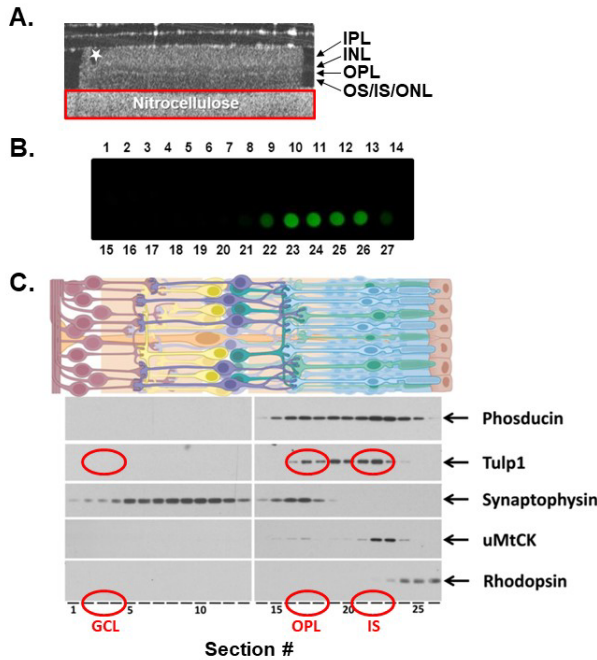 A.
IPL
INL
OPL
OS/IS/ONL
Nitrocellulose
B.
1 2 3 4 5 6 7 8 9 10 11 12 13 14
15 16 17 18 19 20 21 22 23 24 25 26 27
C.
Phosducin
Tulp1
Synaptophysin
uMtCK
Rhodopsin
1 5 10 15 20 25
GCL OPL IS
Section #